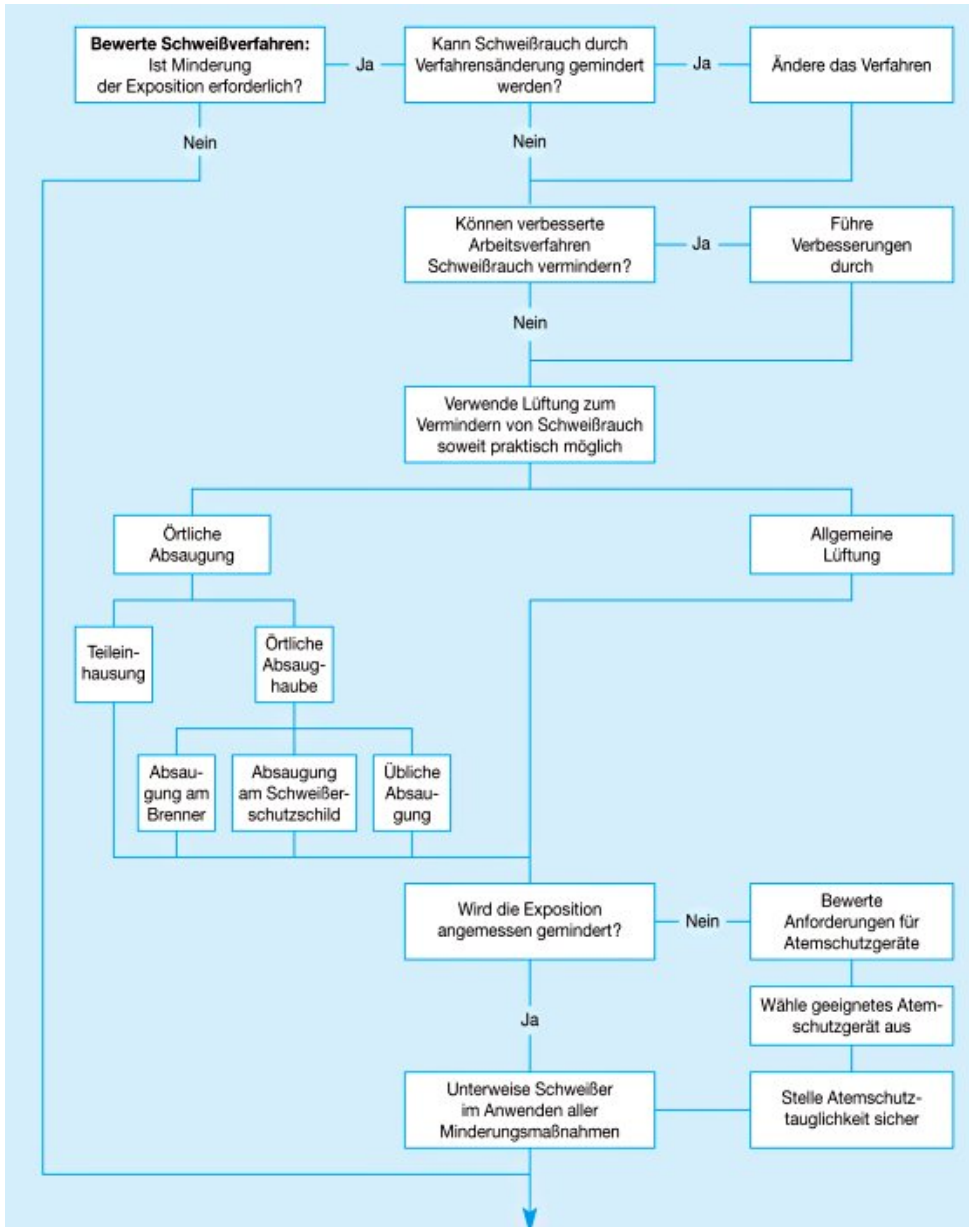 Bewerte Schweißverfahren:
Ist Minderung
der Exposition erforderlich?
Ja
Kann Schweißrauch durch
Verfahrensänderung gemindert
werden?
Ja
Ändere das Verfahren
Nein
Nein
Können verbesserte
Arbeitsverfahren
Schweißrauch vermindern?
Ja
Führe
Verbesserungen
durch
Nein
Verwende Lüftung zum
Vermindern von Schweißrauch
soweit praktisch möglich
Örtliche
Absaugung
Allgemeine
Lüftung
Teilein-
hausung
Örtliche
Absaug-
haube
Absau-
gung am
Brenner
Absaugung
am Schweißer-
schutzschild
Übliche
Absau-
gung
Wird die Exposition
angemessen gemindert?
Nein
Bewerte
Anforderungen für
Atemschutzgeräte
Ja
Wähle geeignetes Atem-
schutzgerät aus
Unterweise Schweißer
im Anwenden aller
Minderungsmaßnahmen
Stelle Atemschutz-
tauglichkeit sicher